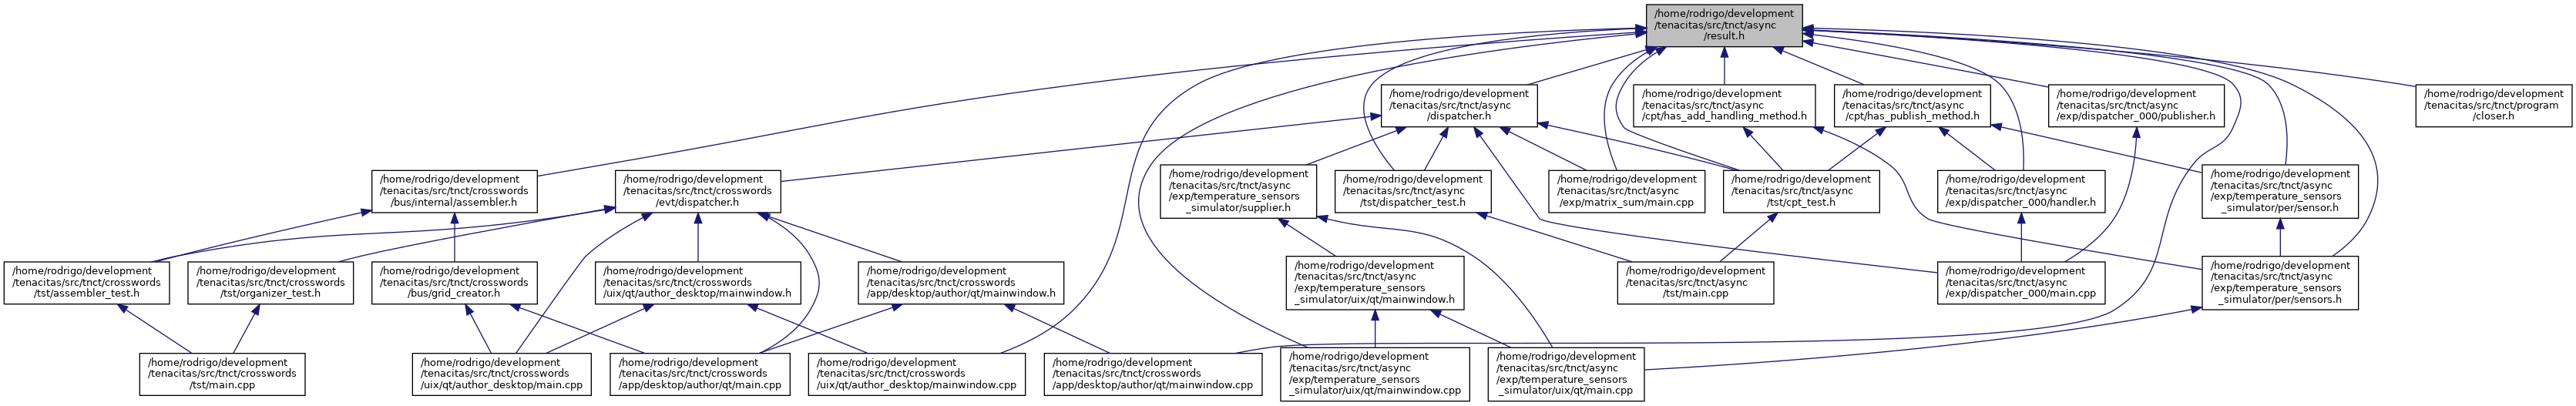 /home/rodrigo/development
/tenacitas/src/tnct/async
/result.h
/home/rodrigo/development
/tenacitas/src/tnct/async
/dispatcher.h
/home/rodrigo/development
/tenacitas/src/tnct/async
/cpt/has_add_handling_method.h
/home/rodrigo/development
/tenacitas/src/tnct/async
/cpt/has_publish_method.h
/home/rodrigo/development
/tenacitas/src/tnct/async
/exp/dispatcher_000/publisher.h
/home/rodrigo/development
/tenacitas/src/tnct/program
/closer.h
/home/rodrigo/development
/tenacitas/src/tnct/crosswords
/bus/internal/assembler.h
/home/rodrigo/development
/tenacitas/src/tnct/crosswords
/evt/dispatcher.h
/home/rodrigo/development
/tenacitas/src/tnct/async
/exp/temperature_sensors
_simulator/supplier.h
/home/rodrigo/development
/tenacitas/src/tnct/async
/tst/dispatcher_test.h
/home/rodrigo/development
/tenacitas/src/tnct/async
/exp/matrix_sum/main.cpp
/home/rodrigo/development
/tenacitas/src/tnct/async
/tst/cpt_test.h
/home/rodrigo/development
/tenacitas/src/tnct/async
/exp/dispatcher_000/handler.h
/home/rodrigo/development
/tenacitas/src/tnct/async
/exp/temperature_sensors
_simulator/per/sensor.h
/home/rodrigo/development
/tenacitas/src/tnct/crosswords
/tst/assembler_test.h
/home/rodrigo/development
/tenacitas/src/tnct/crosswords
/tst/organizer_test.h
/home/rodrigo/development
/tenacitas/src/tnct/crosswords
/bus/grid_creator.h
/home/rodrigo/development
/tenacitas/src/tnct/crosswords
/uix/qt/author_desktop/mainwindow.h
/home/rodrigo/development
/tenacitas/src/tnct/crosswords
/app/desktop/author/qt/mainwindow.h
/home/rodrigo/development
/tenacitas/src/tnct/async
/exp/temperature_sensors
_simulator/uix/qt/mainwindow.h
/home/rodrigo/development
/tenacitas/src/tnct/async
/tst/main.cpp
/home/rodrigo/development
/tenacitas/src/tnct/async
/exp/dispatcher_000/main.cpp
/home/rodrigo/development
/tenacitas/src/tnct/async
/exp/temperature_sensors
_simulator/per/sensors.h
/home/rodrigo/development
/tenacitas/src/tnct/crosswords
/tst/main.cpp
/home/rodrigo/development
/tenacitas/src/tnct/crosswords
/uix/qt/author_desktop/main.cpp
/home/rodrigo/development
/tenacitas/src/tnct/crosswords
/app/desktop/author/qt/main.cpp
/home/rodrigo/development
/tenacitas/src/tnct/crosswords
/uix/qt/author_desktop/mainwindow.cpp
/home/rodrigo/development
/tenacitas/src/tnct/crosswords
/app/desktop/author/qt/mainwindow.cpp
/home/rodrigo/development
/tenacitas/src/tnct/async
/exp/temperature_sensors
_simulator/uix/qt/mainwindow.cpp
/home/rodrigo/development
/tenacitas/src/tnct/async
/exp/temperature_sensors
_simulator/uix/qt/main.cpp